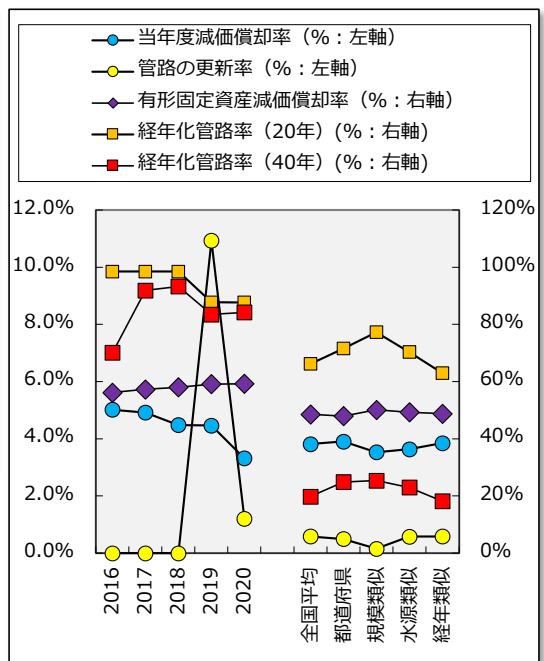 当年度減価償却率（%：左軸）
管路の更新率（%：左軸）
有形固定資産減価償却率（%：右軸）
経年化管路率（20年）(%：右軸)
経年化管路率（40年）(%：右軸)
12.0% 120%
10.0% 100%
8.0% 80%
6.0% 60%
4.0% 40%
2.0% 20%
0.0% 0%
2016
2017
2018
2019
2020
全国平均
都道府県
規模類似
水源類似
経年類似